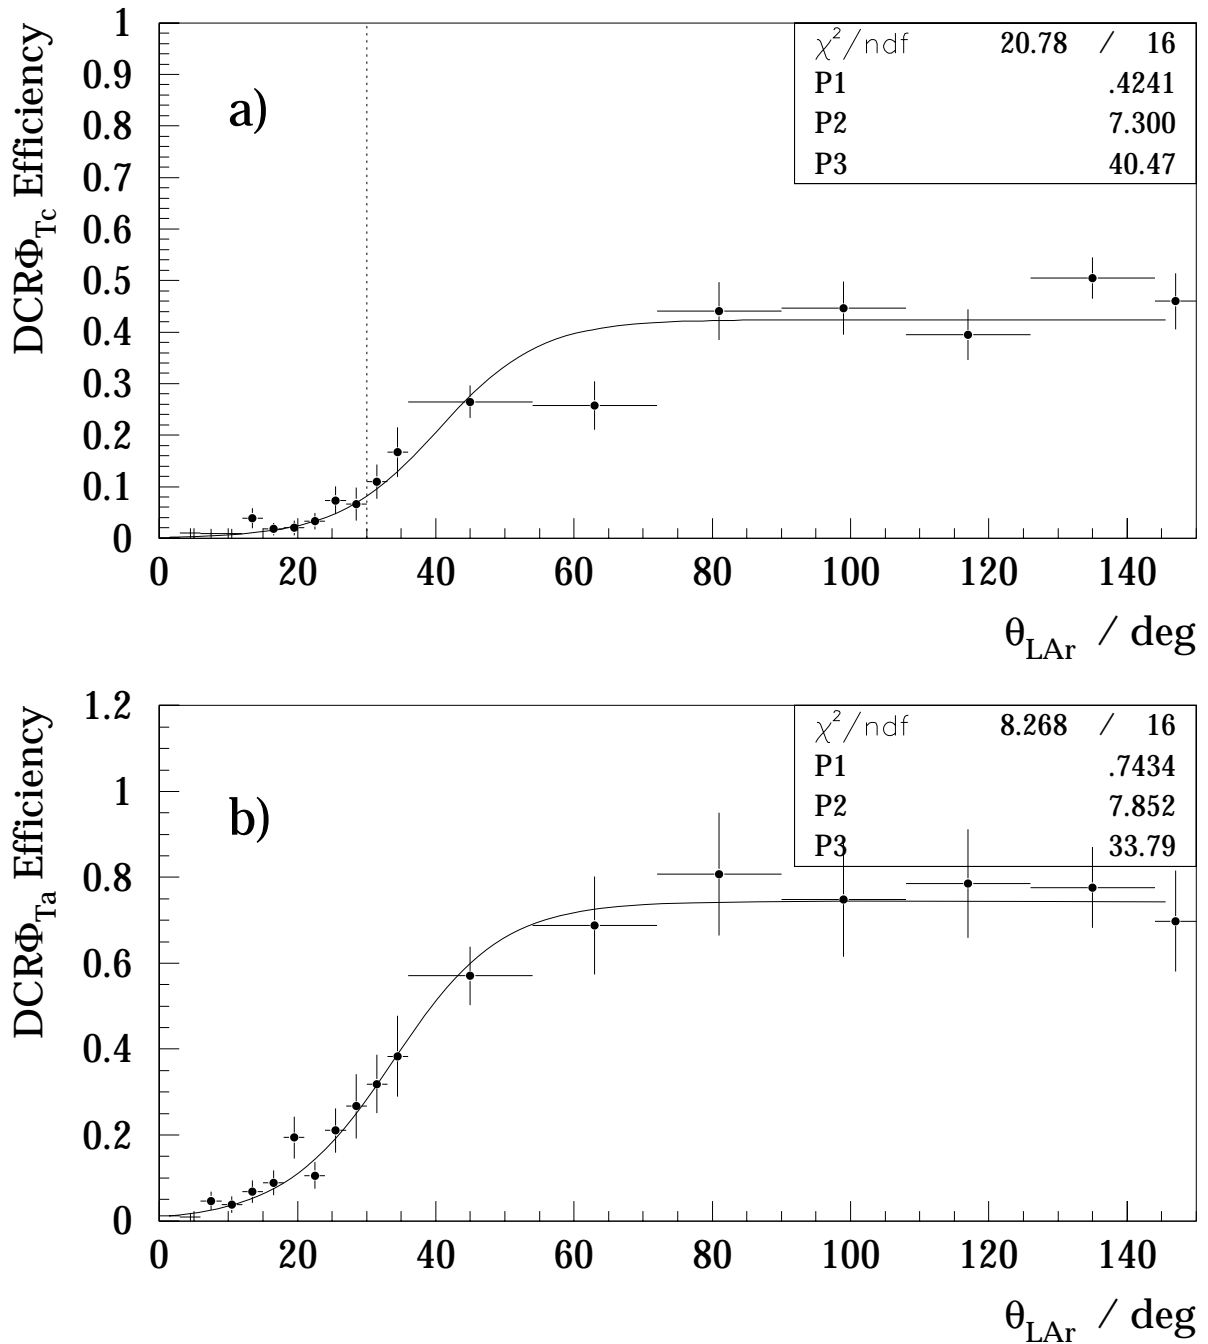 DCRΦTc Efficiency
1
0.9
0.8
0.7
0.6
0.5
0.4
0.3
0.2
0.1
0
a)
χ²/ndf 20.78 / 16
P1 .4241
P2 7.300
P3 40.47
0 20 40 60 80 100 120 140
θLAr / deg
DCRΦTa Efficiency
1.2
1
0.8
0.6
0.4
0.2
0
b)
χ²/ndf 8.268 / 16
P1 .7434
P2 7.852
P3 33.79
0 20 40 60 80 100 120 140
θLAr / deg